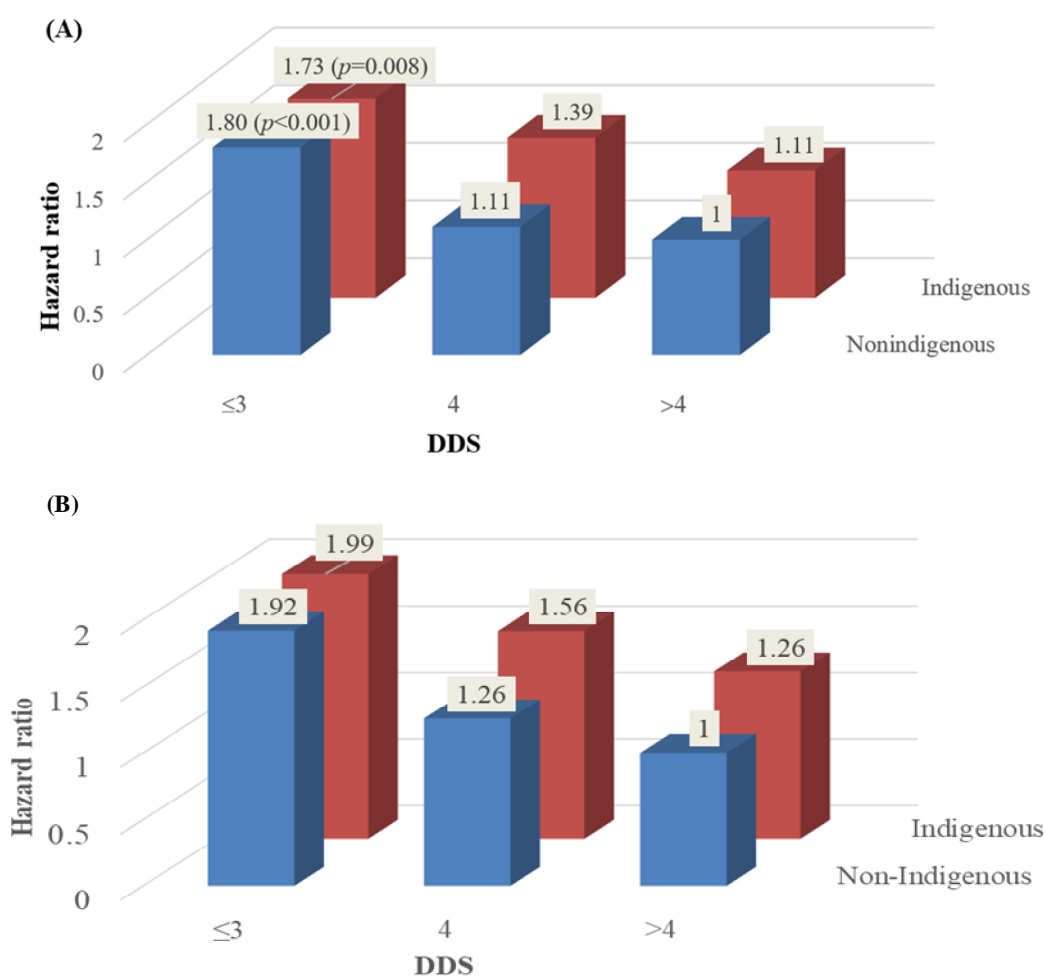 (A)
1.73 (p=0.008)
1.80 (p<0.001)
1.39
1.11
1.11
1
2
1.5
1
0.5
0
Hazard ratio
Indigenous
Nonindigenous
≤3 4 >4
DDS
(B)
1.99
1.92
1.56
1.26
1.26
1
2
1.5
1
0.5
0
Hazard ratio
Indigenous
Non-Indigenous
≤3 4 >4
DDS